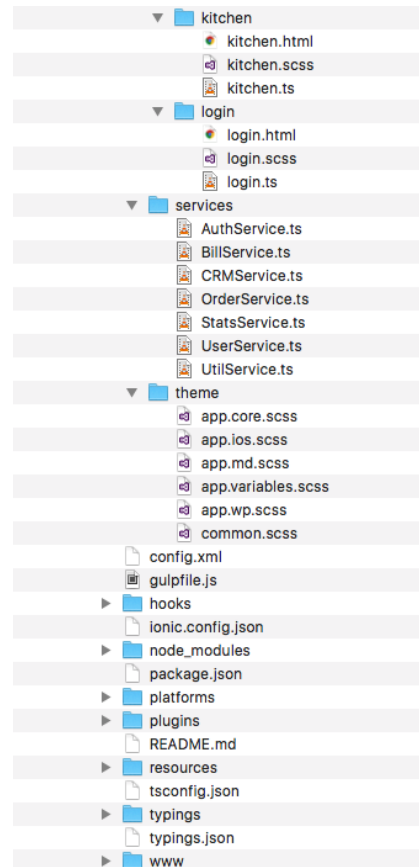 kitchen
kitchen.html
kitchen.scss
kitchen.ts
login
login.html
login.scss
login.ts
services
AuthService.ts
BillService.ts
CRMService.ts
OrderService.ts
StatsService.ts
UserService.ts
UtilService.ts
theme
app.core.scss
app.ios.scss
app.md.scss
app.variables.scss
app.wp.scss
common.scss
config.xml
gulpfile.js
hooks
ionic.config.json
node_modules
package.json
platforms
plugins
README.md
resources
tsconfig.json
typings
typings.json
www